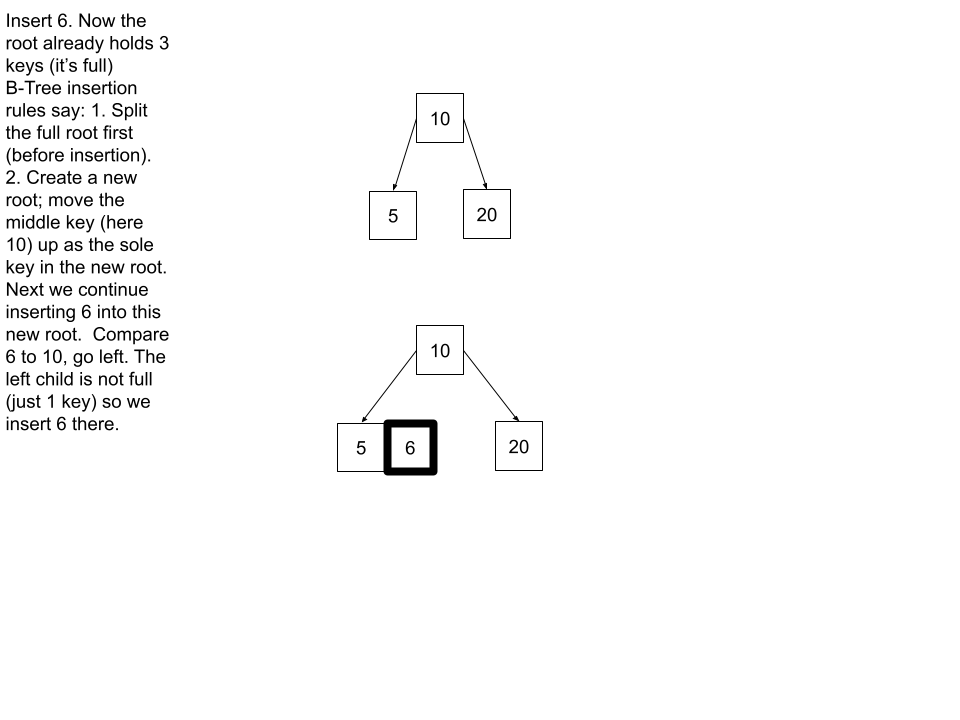 Insert 6. Now the
root already holds 3
keys (it's full)
B-Tree insertion
rules say: 1. Split
the full root first
(before insertion).
2. Create a new
root; move the
middle key (here
10) up as the sole
key in the new root.
Next we continue
inserting 6 into this
new root.  Compare
6 to 10, go left. The
left child is not full
(just 1 key) so we
insert 6 there.
10
5 20
10
5 6 20